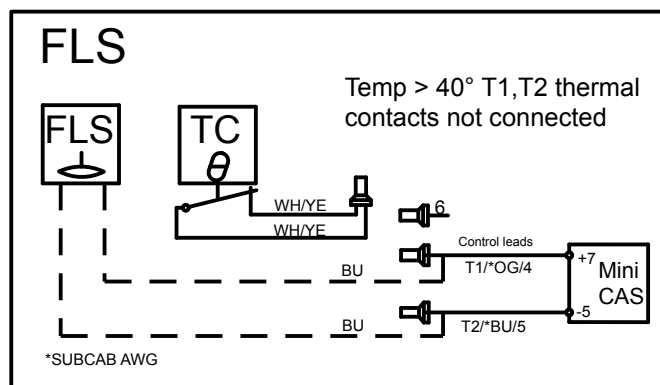 FLS
Temp > 40° T1,T2 thermal
contacts not connected
FLS
TC
WH/YE
WH/YE
6
Control leads
BU
T1/*OG/4
+7
Mini
CAS
BU
T2/*BU/5
-5
*SUBCAB AWG